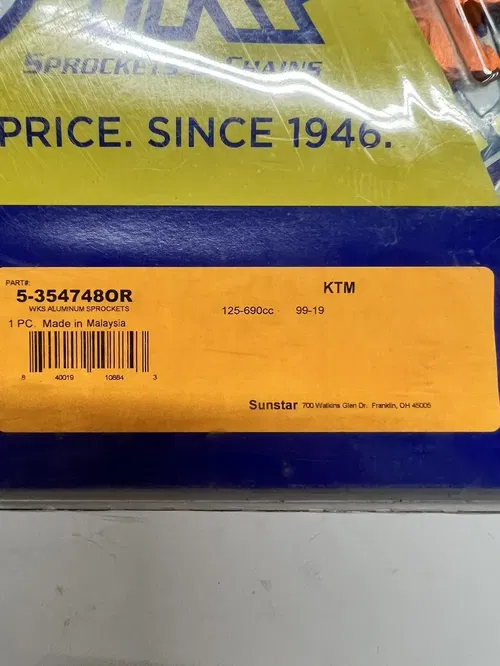 SPROCKETS CHAINS
PRICE. SINCE 1946.
PART#:
5-354748OR
WKS ALUMINUM SPROCKETS
1 PC. Made in Malaysia
KTM
125-690cc 99-19
8 40019 10884 3
Sunstar 700 Watkins Glen Dr. Franklin, OH 45005